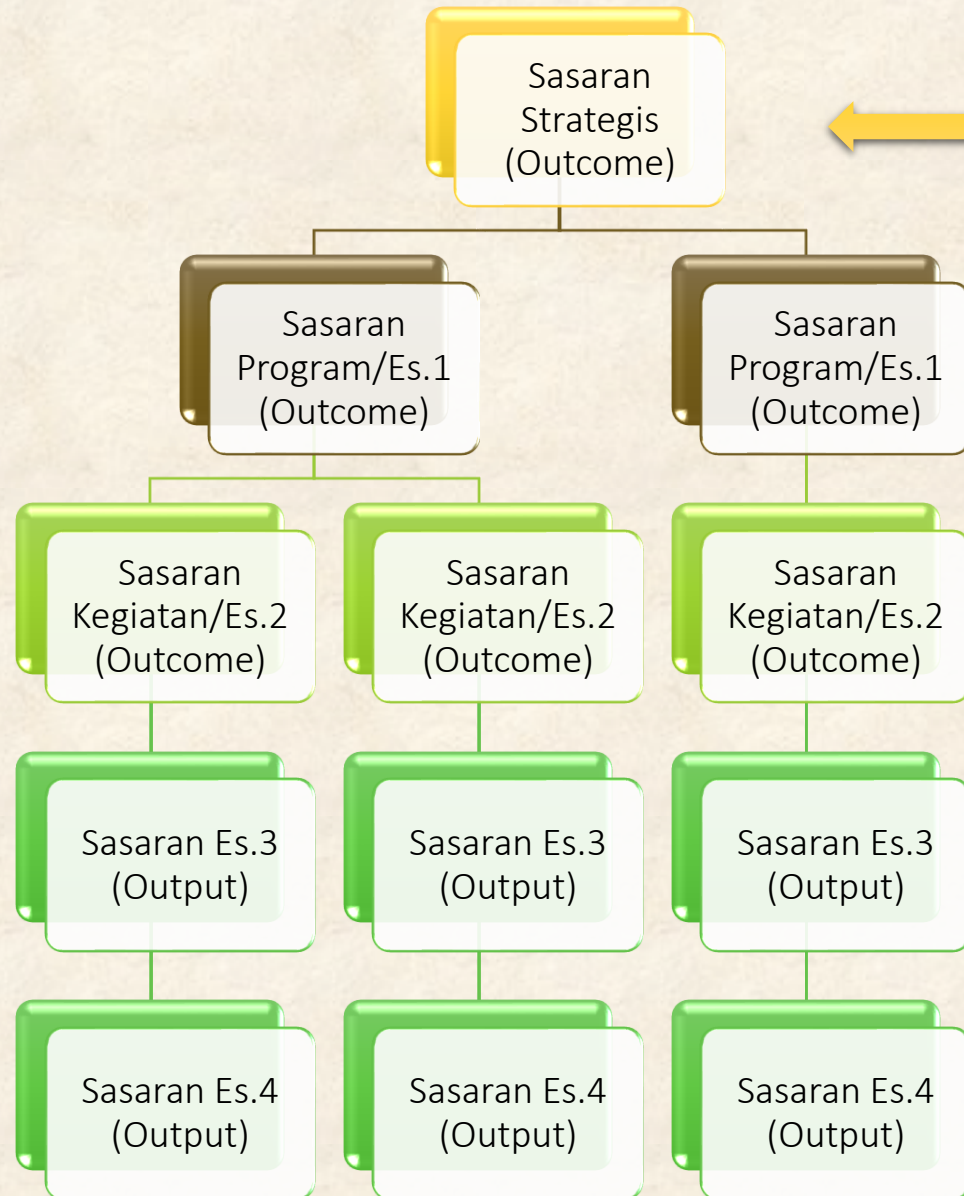 Sasaran
Strategis
(Outcome)
Sasaran
Program/Es.1
(Outcome)
Sasaran
Program/Es.1
(Outcome)
Sasaran
Kegiatan/Es.2
(Outcome)
Sasaran
Kegiatan/Es.2
(Outcome)
Sasaran
Kegiatan/Es.2
(Outcome)
Sasaran Es.3
(Output)
Sasaran Es.3
(Output)
Sasaran Es.3
(Output)
Sasaran Es.4
(Output)
Sasaran Es.4
(Output)
Sasaran Es.4
(Output)